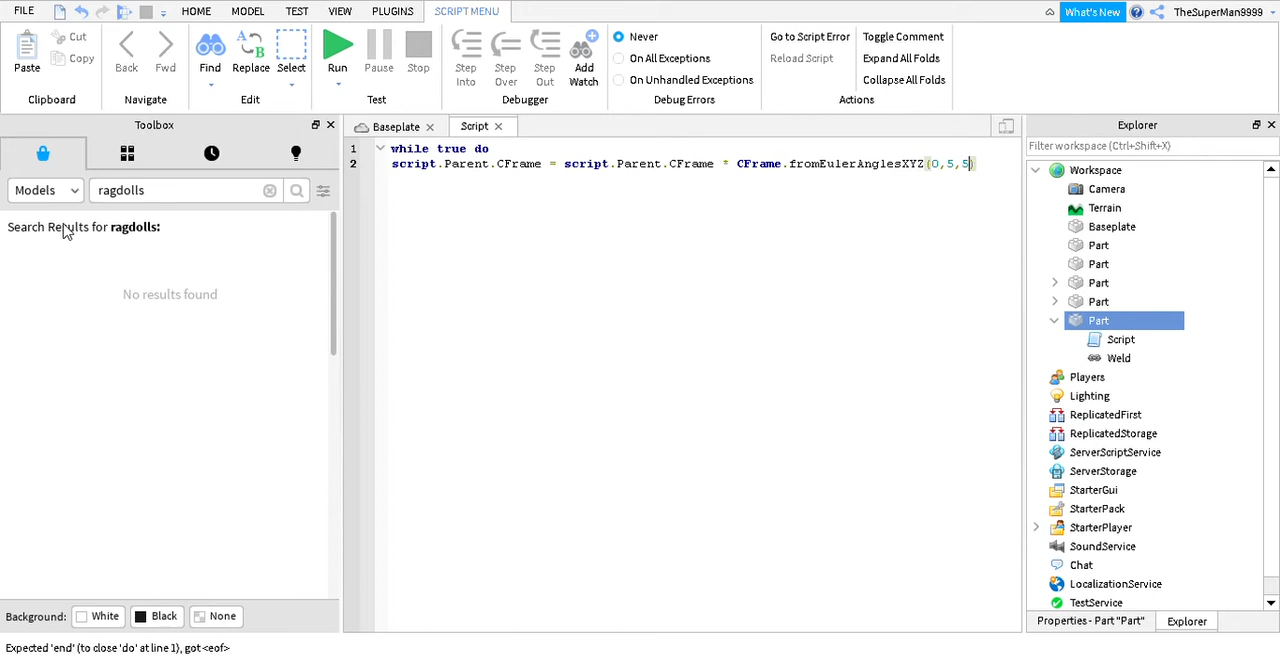 FILE HOME MODEL TEST VIEW PLUGINS SCRIPT MENU What's New TheSuperMan9999
Paste Cut Copy Back Fwd Find Replace Select Run Pause Stop Step Into Step Over Step Out Add Watch
Never
On All Exceptions
On Unhandled Exceptions
Go to Script Error
Reload Script
Toggle Comment
Expand All Folds
Collapse All Folds
Clipboard Navigate Edit Test Debugger Debug Errors Actions
Toolbox
Models ragdolls
Search Results for ragdolls:
No results found
Background: White Black None
Baseplate Script
1 while true do
2 script.Parent.CFrame = script.Parent.CFrame * CFrame.fromEulerAnglesXYZ(0,5,5)
Explorer
Filter workspace (Ctrl+Shift+X)
Workspace
Camera
Terrain
Baseplate
Part
Part
Part
Part
Part
Script
Weld
Players
Lighting
ReplicatedFirst
ReplicatedStorage
ServerScriptService
ServerStorage
StarterGui
StarterPack
StarterPlayer
SoundService
Chat
LocalizationService
TestService
Properties - Part "Part" Explorer
Expected 'end' (to close 'do' at line 1), got <eof>